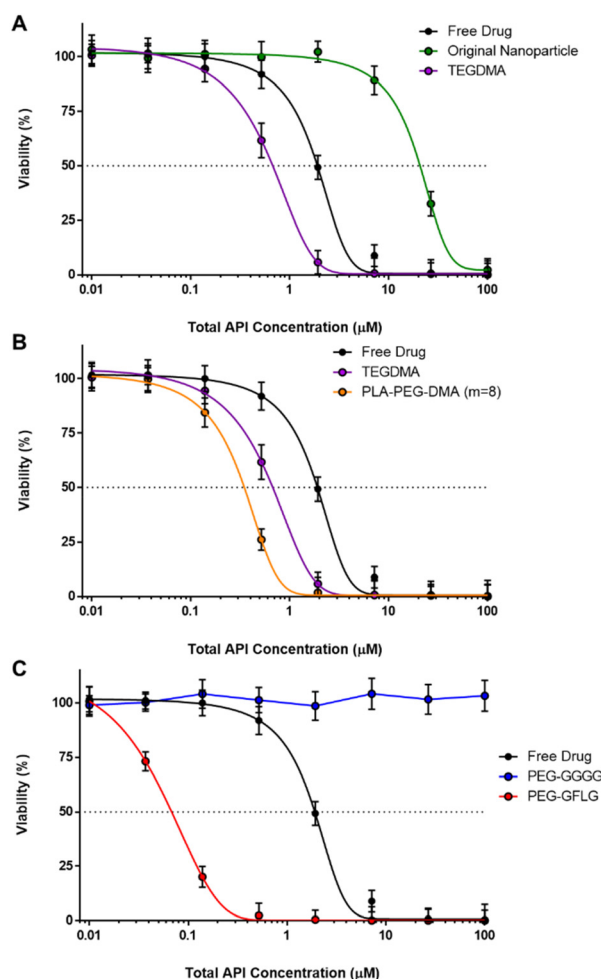 A
Free Drug
Original Nanoparticle
TEGDMA
Viability (%)
100
75
50
25
0
0.01 0.1 1 10 100
Total API Concentration (μM)
B
Free Drug
TEGDMA
PLA-PEG-DMA (m=8)
Viability (%)
100
75
50
25
0
0.01 0.1 1 10 100
Total API Concentration (μM)
C
Free Drug
PEG-GGGG
PEG-GFLG
Viability (%)
100
75
50
25
0
0.01 0.1 1 10 100
Total API Concentration (μM)